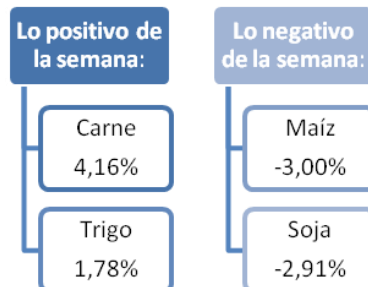 Lo positivo de
la semana:
Carne
4,16%
Trigo
1,78%
Lo negativo
de la semana:
Maíz
-3,00%
Soja
-2,91%